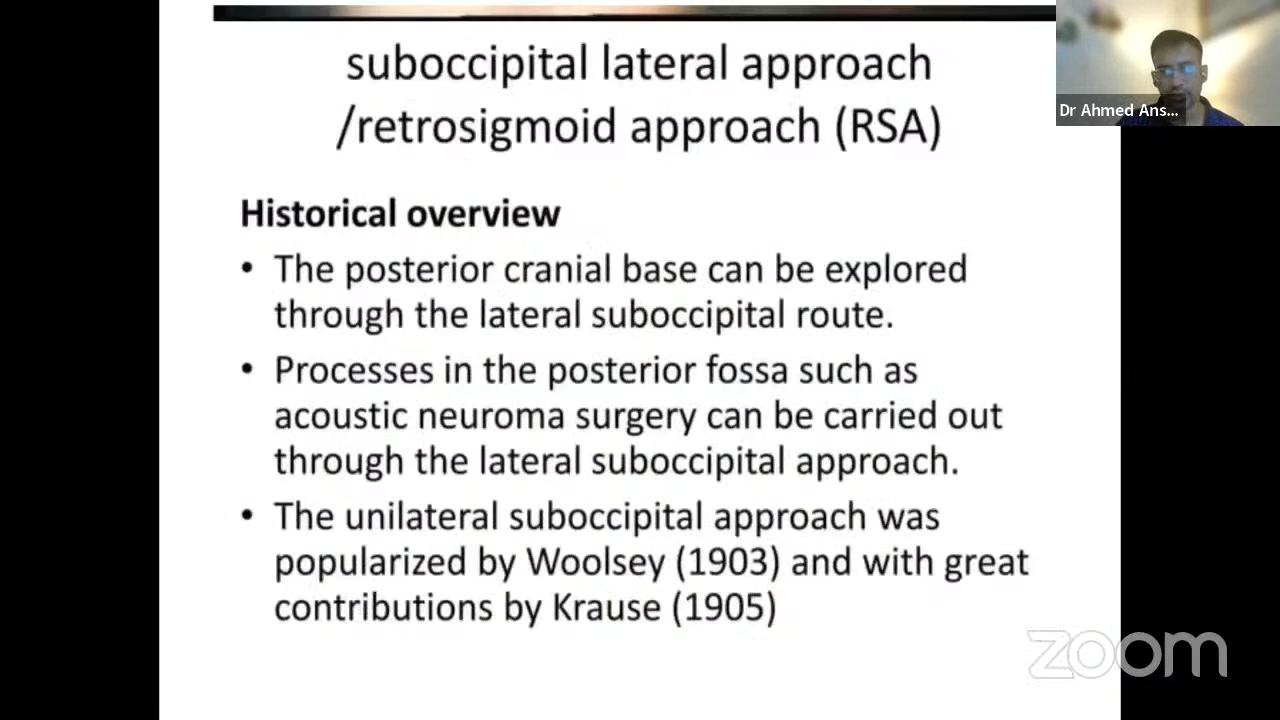 suboccipital lateral approach
/retrosigmoid approach (RSA)
Dr Ahmed Ans...
Historical overview
• The posterior cranial base can be explored
through the lateral suboccipital route.
• Processes in the posterior fossa such as
acoustic neuroma surgery can be carried out
through the lateral suboccipital approach.
• The unilateral suboccipital approach was
popularized by Woolsey (1903) and with great
contributions by Krause (1905)
zoom